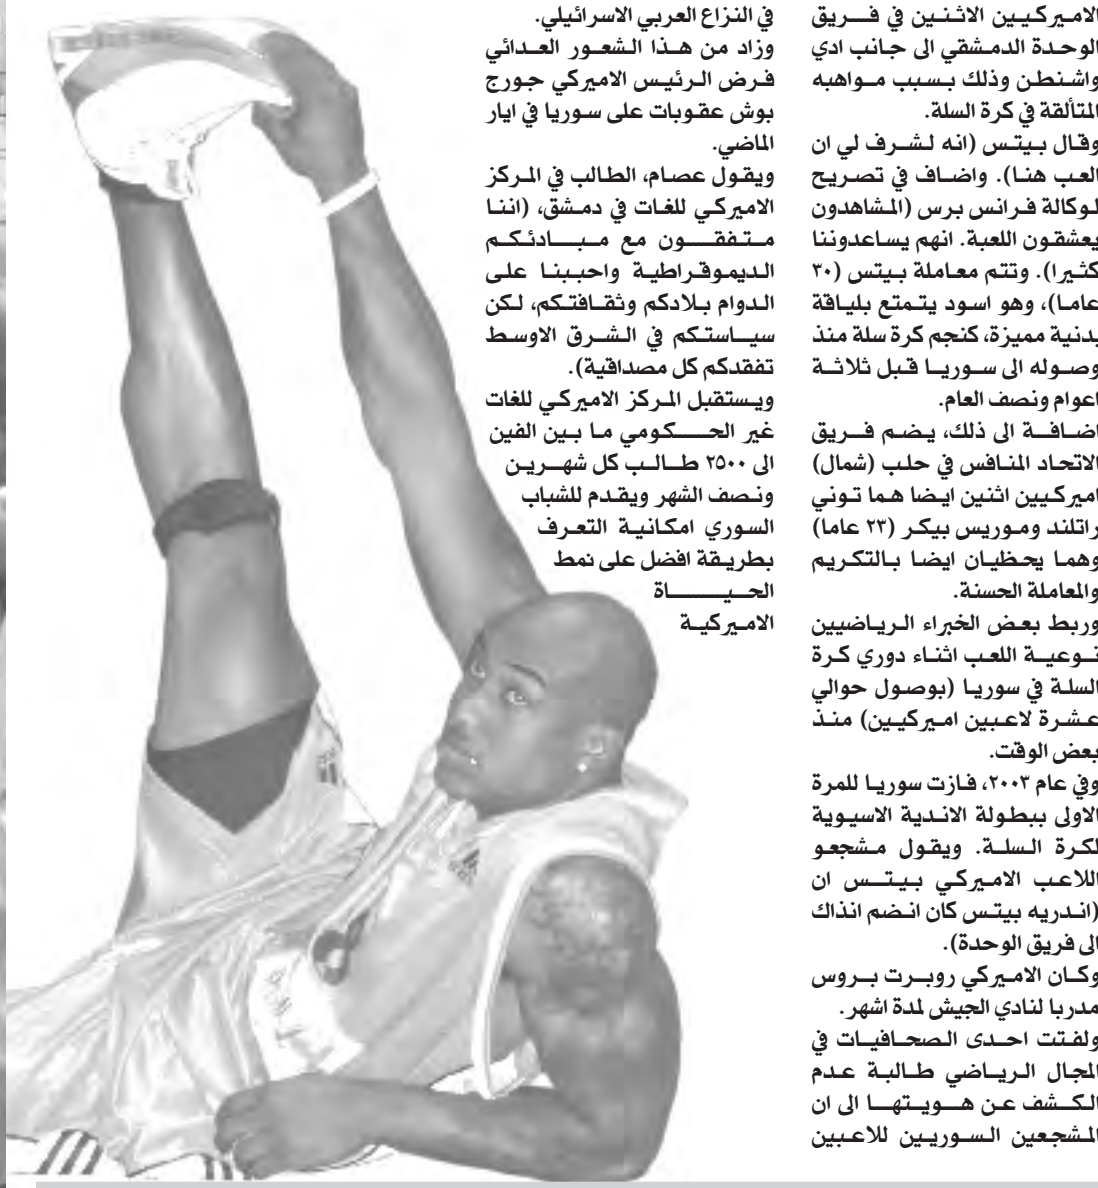 الاميركيين الاثنين في فريق
الوحدة الدمشقي الى جانب ادي
واشنطن وذلك بسبب مواهبه
المتألقة في كرة السلة.
وقال بيتس (انه لشرف لي ان
العب هنا). واضاف في تصريح
لوكالة فرانس برس (المشاهدون
يعشقون اللعبة. انهم يساعدوننا
كثيرا). وتتم معاملة بيتس (٣٠
عاما)، وهو اسود يتمتع بلياقة
بدنية مميزة، كنجم كرة سلة منذ
وصوله الى سوريا قبل ثلاثة
اعوام ونصف العام.
اضافة الى ذلك، يضم فريق
الاتحاد المنافس في حلب (شمال)
اميركيين اثنين ايضا هما توني
راتلند وموريس بيكر (٢٣ عاما)
وهما يحظيان ايضا بالتكريم
والمعاملة الحسنة.
وربط بعض الخبراء الرياضيين
توعية اللعب اثناء دوري كرة
السلة في سوريا (بوصول حوالي
عشرة لاعبين اميركيين) منذ
بعض الوقت.
وفي عام ٢٠٠٣، فازت سوريا للمرة
الاولى ببطولة الاندية الاسيوية
لكرة السلة. ويقول مشجعو
اللاعب الاميركي بيتس ان
(اندريه بيتس كان انضم انذاك
الى فريق الوحدة).
وكان الاميركي روبرت بروس
مدربا لنادي الجيش لمدة اشهر.
ولفتت احدى الصحافيات في
المجال الرياضي طالبة عدم
الكشف عن هويتها الى ان
المشجعين السوريين للاعبين
في النزاع العربي الاسرائيلي.
وزاد من هذا الشعور العدائي
فرض الرئيس الاميركي جورج
بوش عقوبات على سوريا في ايار
الماضي.
ويقول عصام، الطالب في المركز
الاميركي للغات في دمشق، (اننا
متفقون مع مبادئكم
الديموقراطية واحببنا على
الدوام بلادكم وثقافتكم، لكن
سياستكم في الشرق الاوسط
تفقدكم كل مصداقية).
ويستقبل المركز الاميركي للغات
غير الحكومي ما بين الفين
الى ٢٥٠٠ طالب كل شهرين
ونصف الشهر ويقدم للشباب
السوري امكانية التعرف
بطريقة افضل على نمط
الحياة
الاميركية